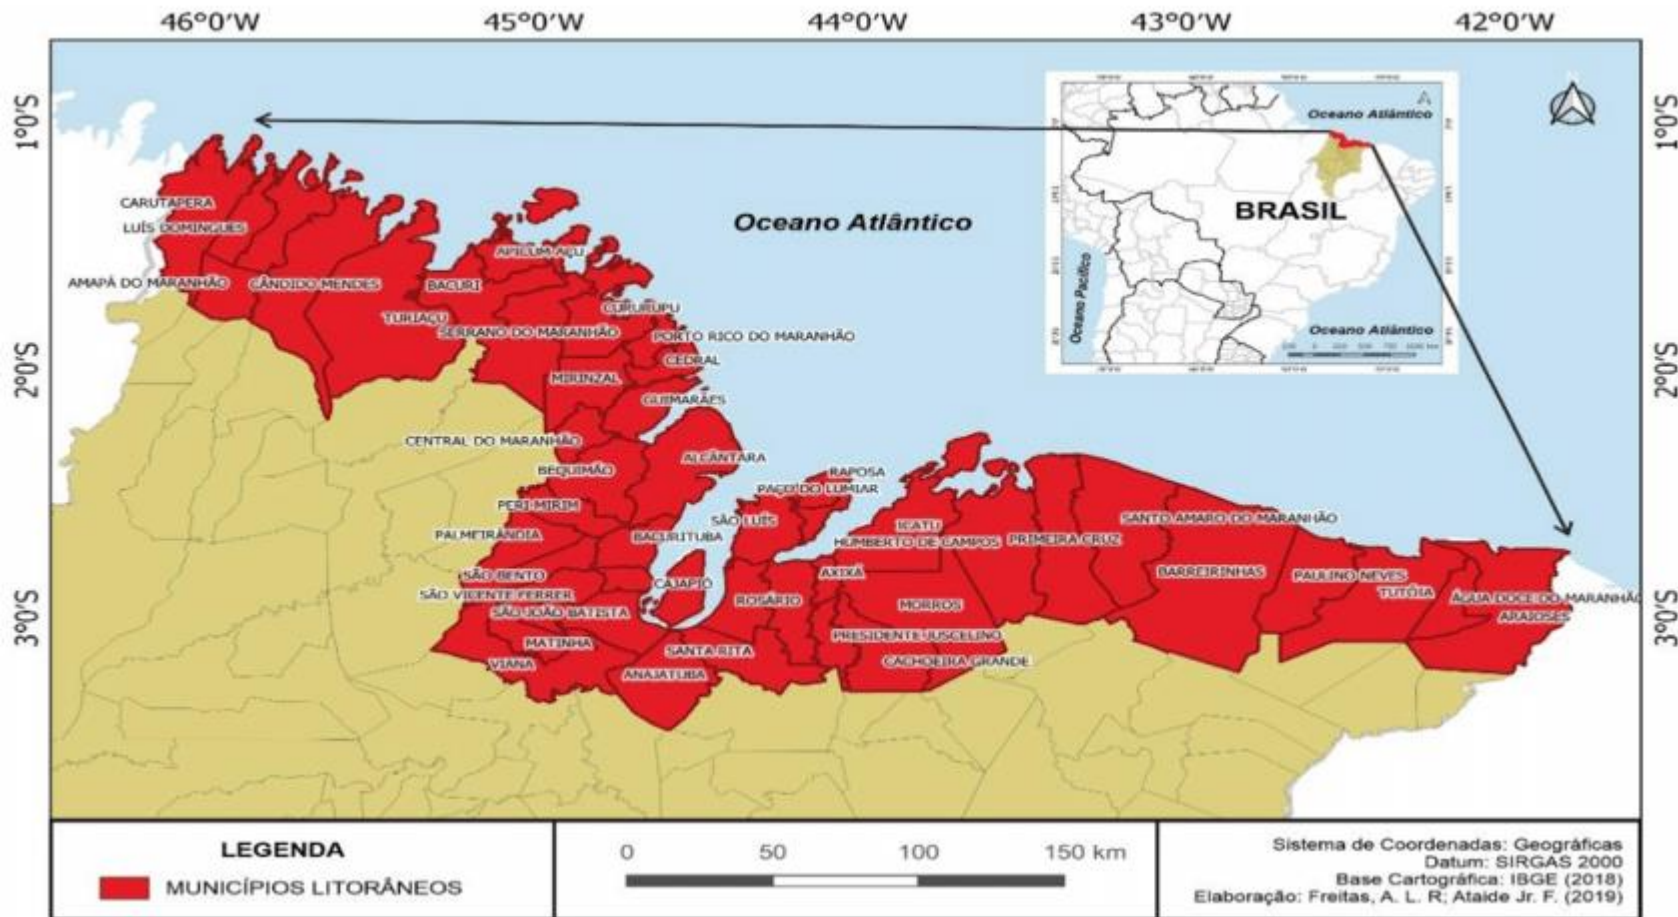 46°0'W 45°0'W 44°0'W 43°0'W 42°0'W
1°0'S
1°0'S
2°0'S
2°0'S
3°0'S
3°0'S
Oceano Atlântico
BRASIL
Oceano Pacífico
Oceano Atlântico
Oceano Atlântico
CARUTAPERA
LUÍS DOMINGUES
AMAPÁ DO MARANHÃO
CÂNDIDO MENDES
APICUM-AÇU
BACURI
TURIAÇU
CURURUPU
SERRANO DO MARANHÃO
PORTO RICO DO MARANHÃO
CEDRAL
MIRINZAL
GUIMARÃES
CENTRAL DO MARANHÃO
ALCÂNTARA
BEQUIMÃO
RAPOSA
PAÇO DO LUMIAR
PERI-MIRIM
SÃO LUÍS
PALMEIRÂNDIA
BACURITUBA
ICATU
HUMBERTO DE CAMPOS
PRIMEIRA CRUZ
SANTO AMARO DO MARANHÃO
SÃO BENTO
CAJAPIÓ
AXIXÁ
BARREIRINHAS
PAULINO NEVES
TUTÓIA
SÃO VICENTE FERRER
SÃO JOÃO BATISTA
ROSÁRIO
MORROS
ÁGUA DOCE DO MARANHÃO
ARAIOSES
MATINHA
SANTA RITA
PRESIDENTE JUSCELINO
VIANA
ANAJATUBA
CACHOEIRA GRANDE
LEGENDA
MUNICÍPIOS LITORÂNEOS
0 50 100 150 km
Sistema de Coordenadas: Geográficas
Datum: SIRGAS 2000
Base Cartográfica: IBGE (2018)
Elaboração: Freitas, A. L. R; Ataide Jr. F. (2019)